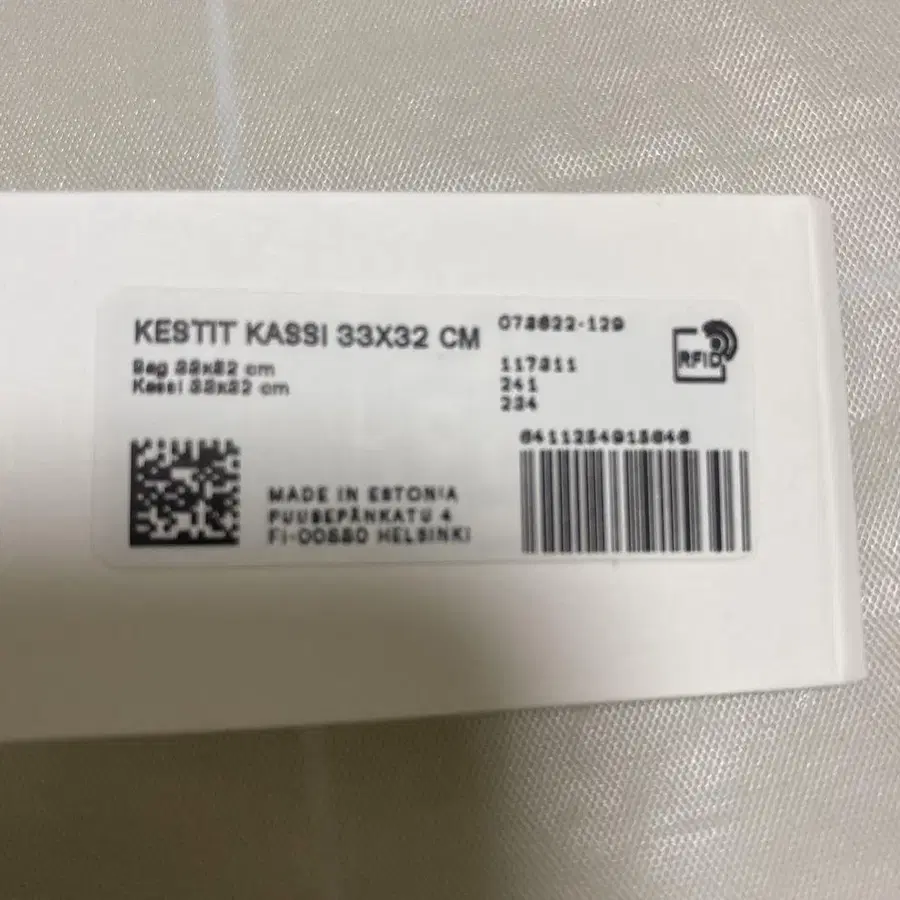 KESTIT KASSI 33X32 CM
Bag 33x32 cm
Kassi 33x32 cm
073622-129
117311
241
234
RFID
MADE IN ESTONIA
PUUSEPÄNKATU 4
FI-00880 HELSINKI